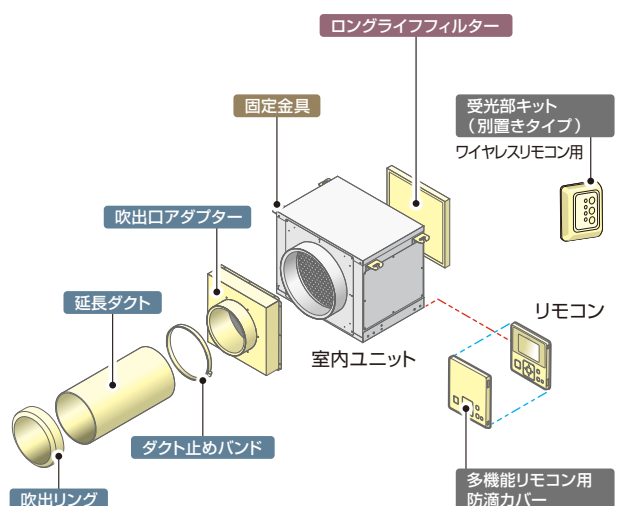 ロングライフフィルター
固定金具
受光部キット
（別置きタイプ）
ワイヤレスリモコン用
吹出口アダプター
延長ダクト
リモコン
室内ユニット
ダクト止めバンド
多機能リモコン用
防滴カバー
吹出リング